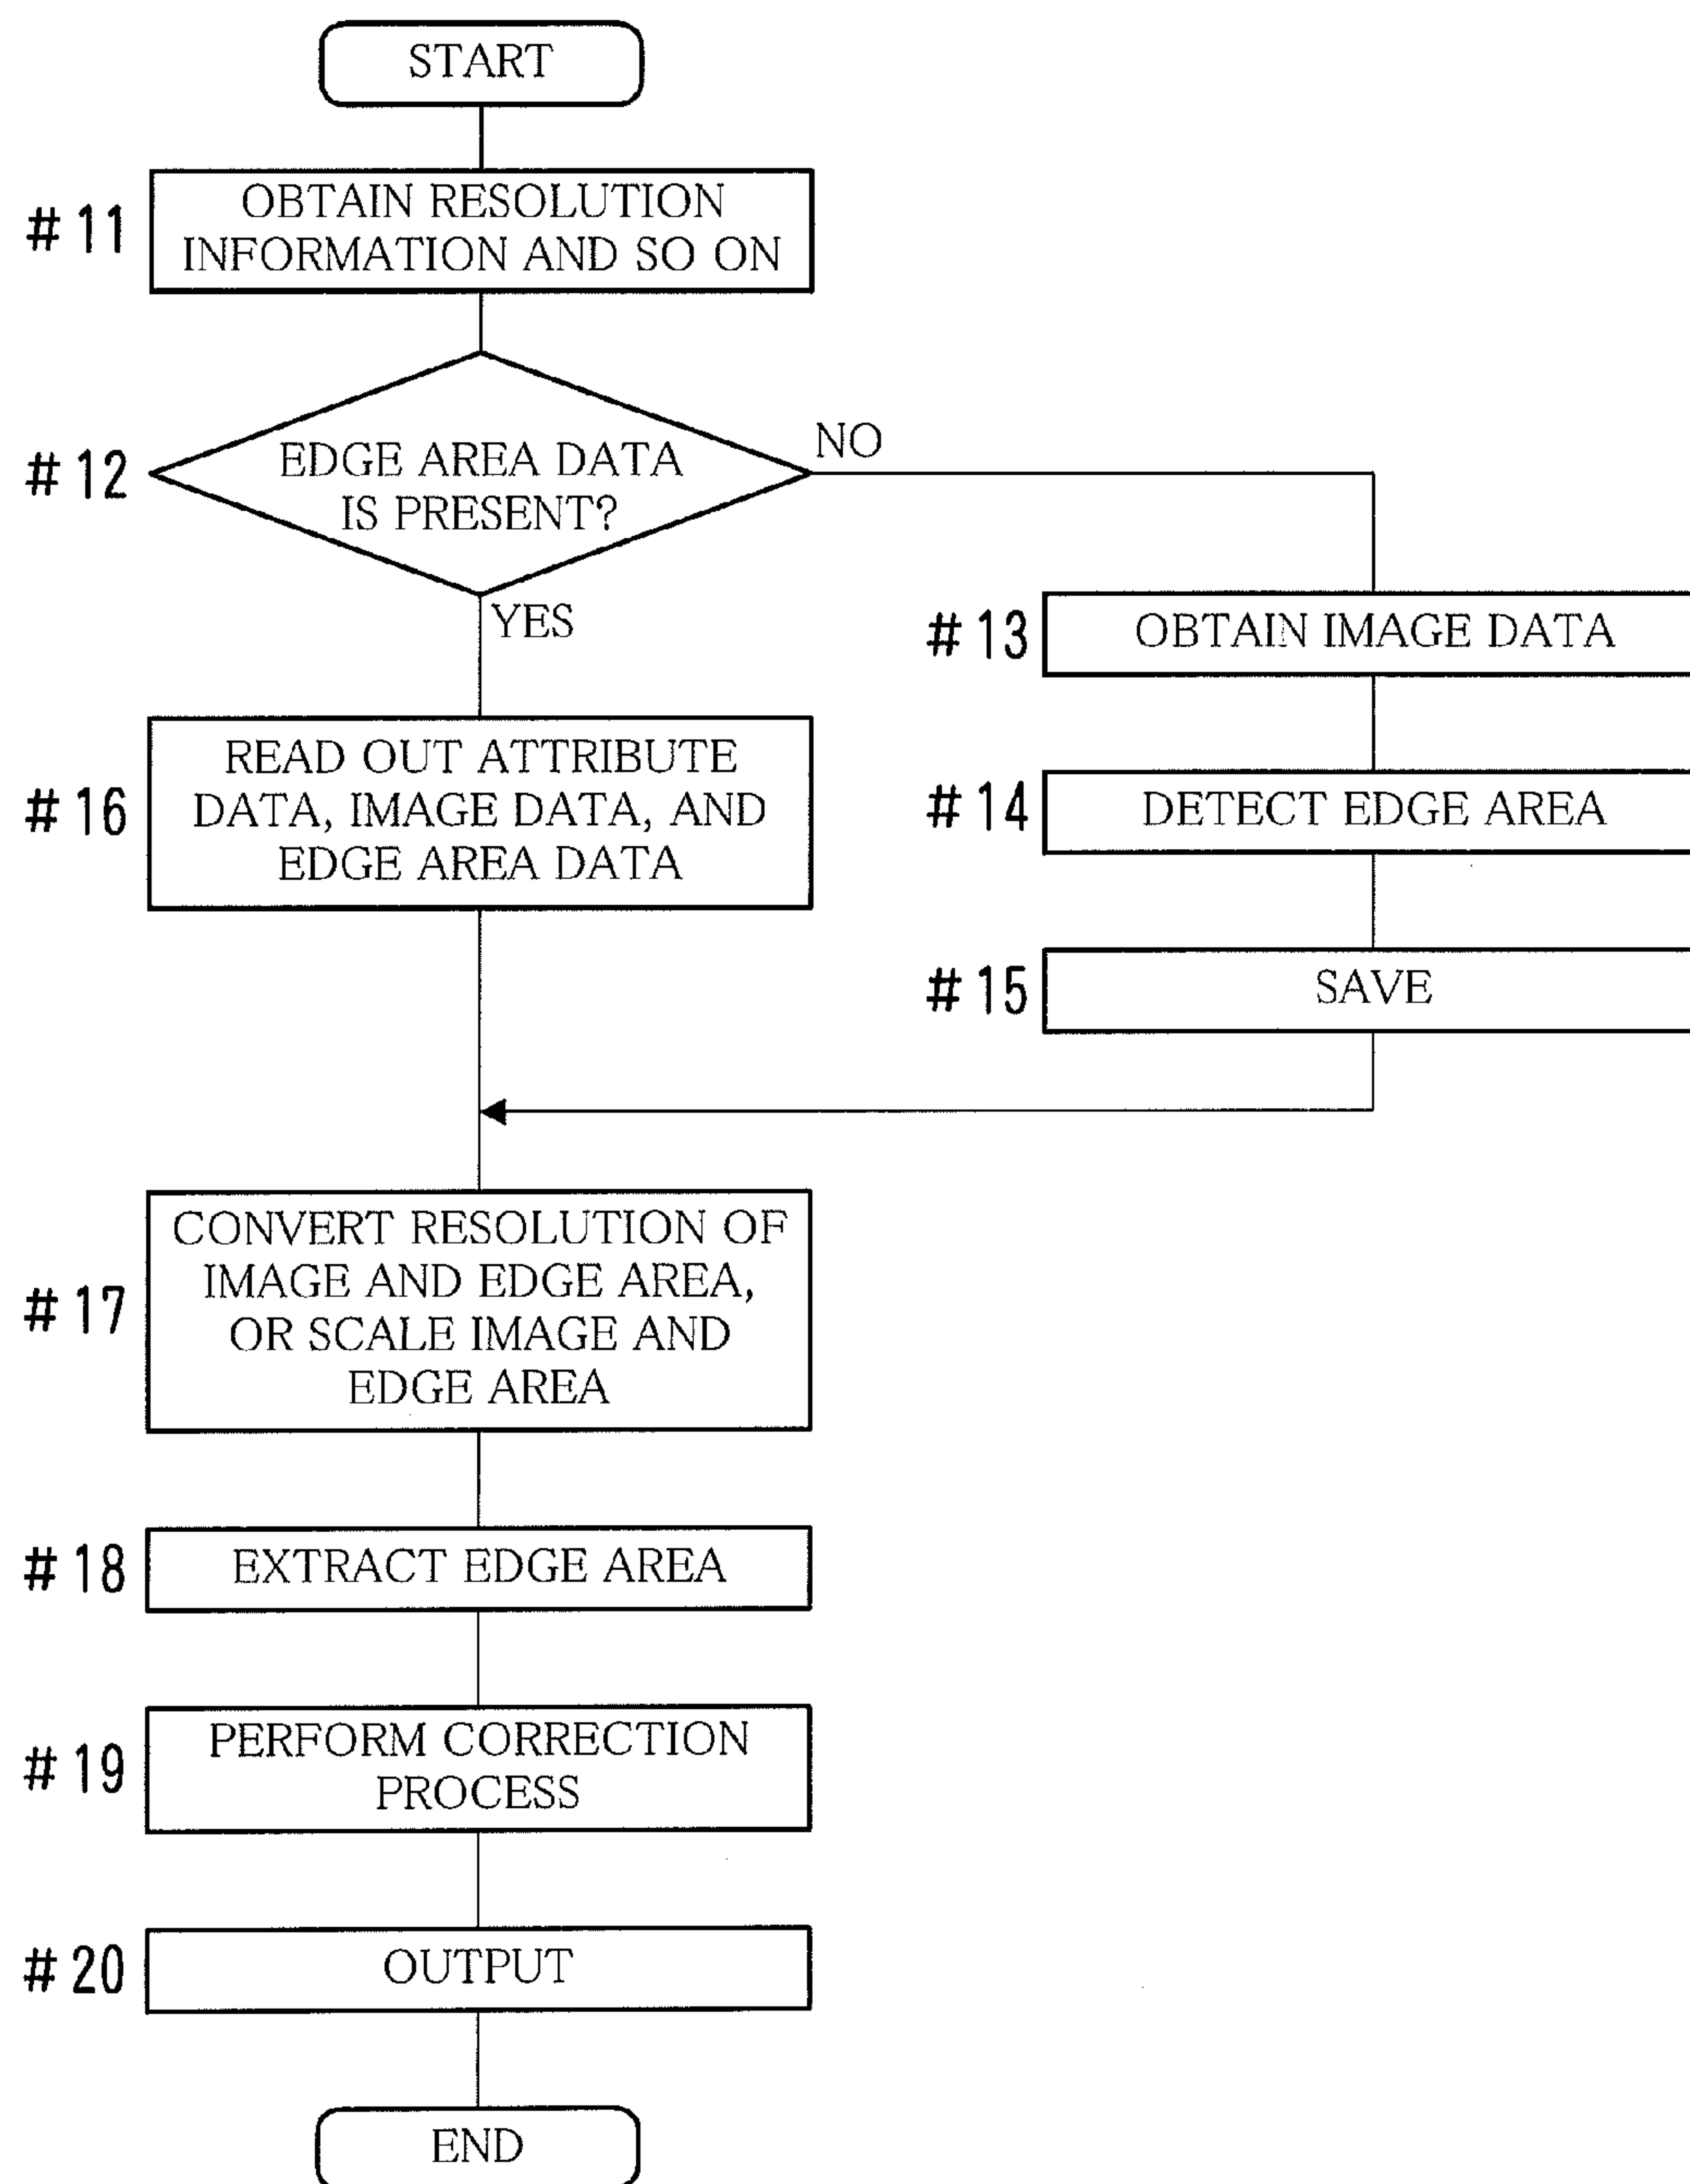 START
#11
OBTAIN RESOLUTION
INFORMATION AND SO ON
#12
EDGE AREA DATA
IS PRESENT?
NO
YES
#13
OBTAIN IMAGE DATA
#14
DETECT EDGE AREA
#15
SAVE
#16
READ OUT ATTRIBUTE
DATA, IMAGE DATA, AND
EDGE AREA DATA
#17
CONVERT RESOLUTION OF
IMAGE AND EDGE AREA,
OR SCALE IMAGE AND
EDGE AREA
#18
EXTRACT EDGE AREA
#19
PERFORM CORRECTION
PROCESS
#20
OUTPUT
END